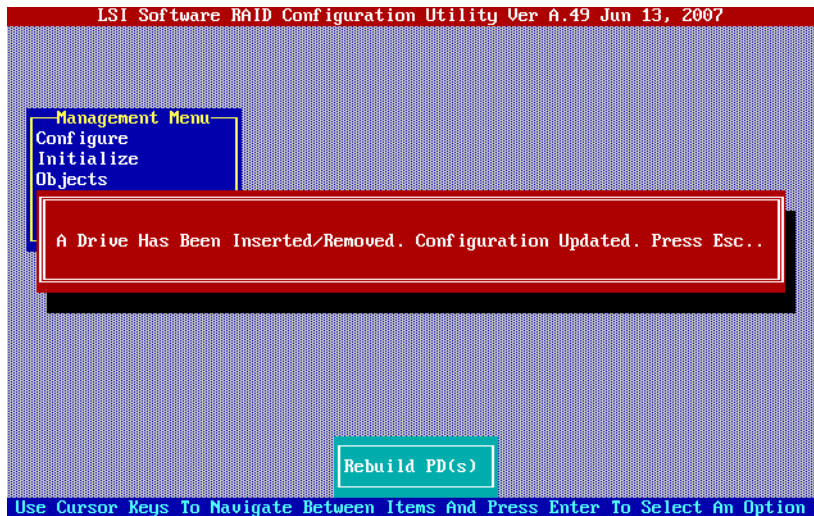 LSI Software RAID Configuration Utility Ver A.49 Jun 13, 2007
Management Menu
Configure
Initialize
Objects
A Drive Has Been Inserted/Removed. Configuration Updated. Press Esc..
Rebuild PD(s)
Use Cursor Keys To Navigate Between Items And Press Enter To Select An Option